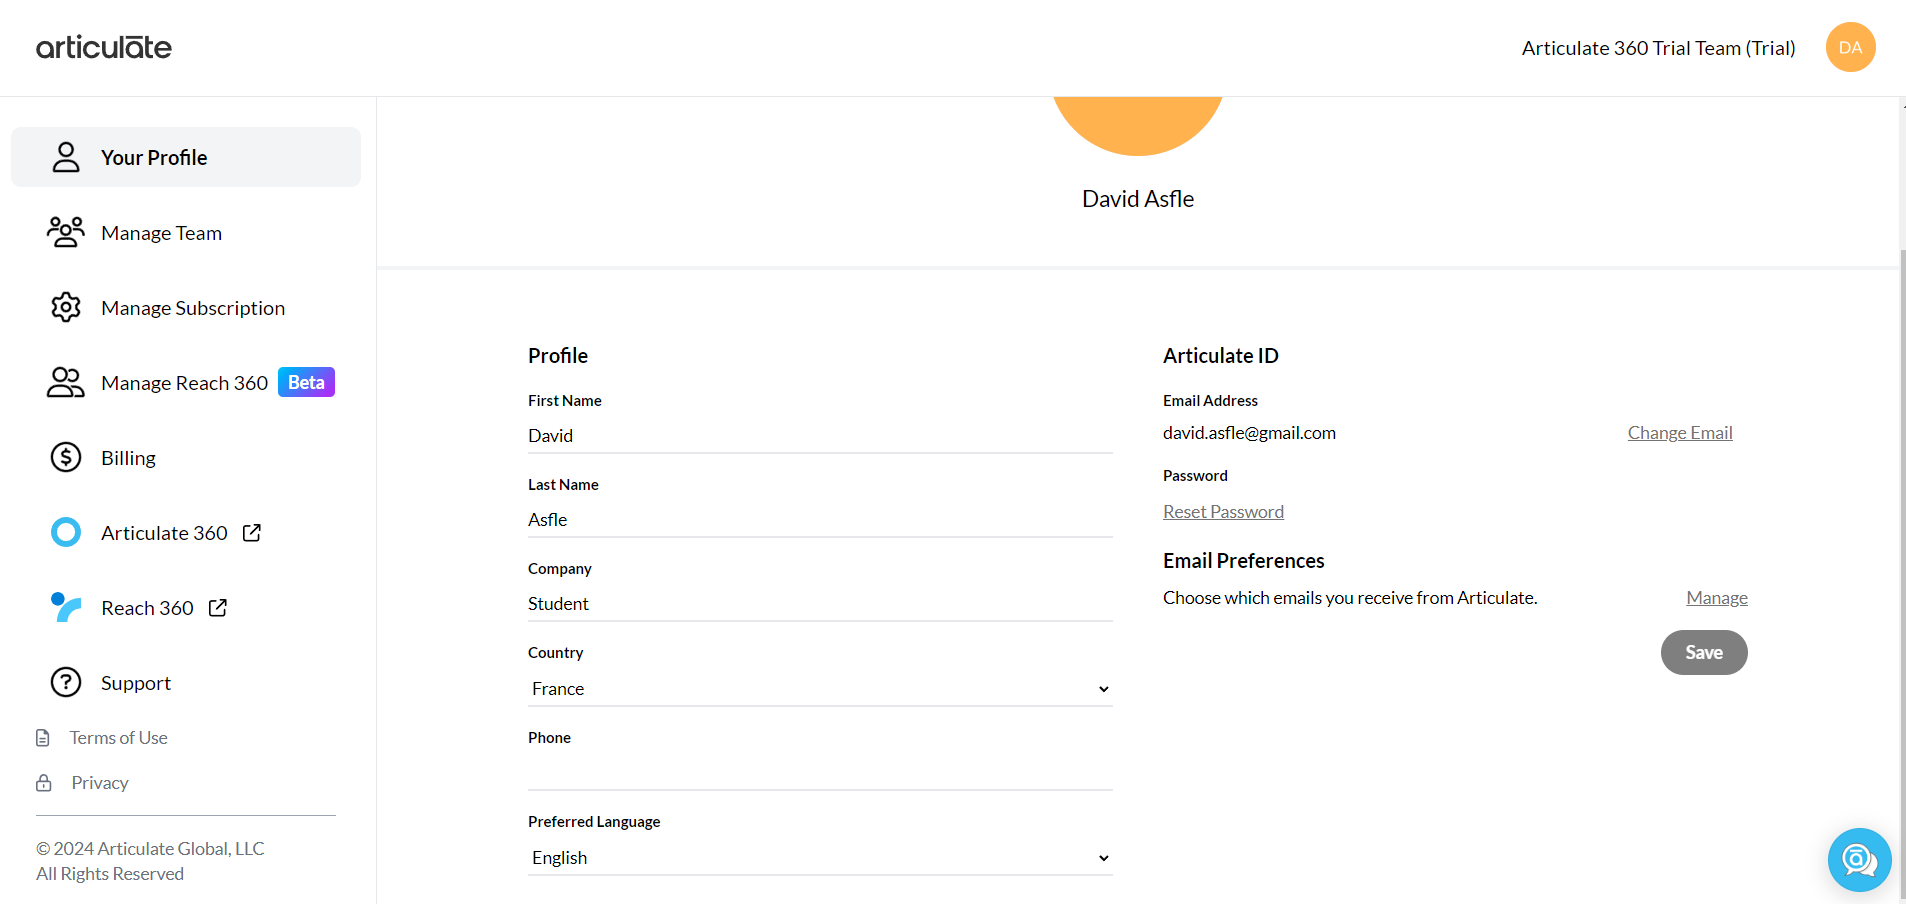 articulāte
Articulate 360 Trial Team (Trial)
DA
Your Profile
Manage Team
Manage Subscription
Manage Reach 360 Beta
Billing
Articulate 360
Reach 360
Support
Terms of Use
Privacy
© 2024 Articulate Global, LLC
All Rights Reserved
David Asfle
Profile
First Name
David
Last Name
Asfle
Company
Student
Country
France
Phone
Preferred Language
English
Articulate ID
Email Address
david.asfle@gmail.com
Change Email
Password
Reset Password
Email Preferences
Choose which emails you receive from Articulate.
Manage
Save
ā